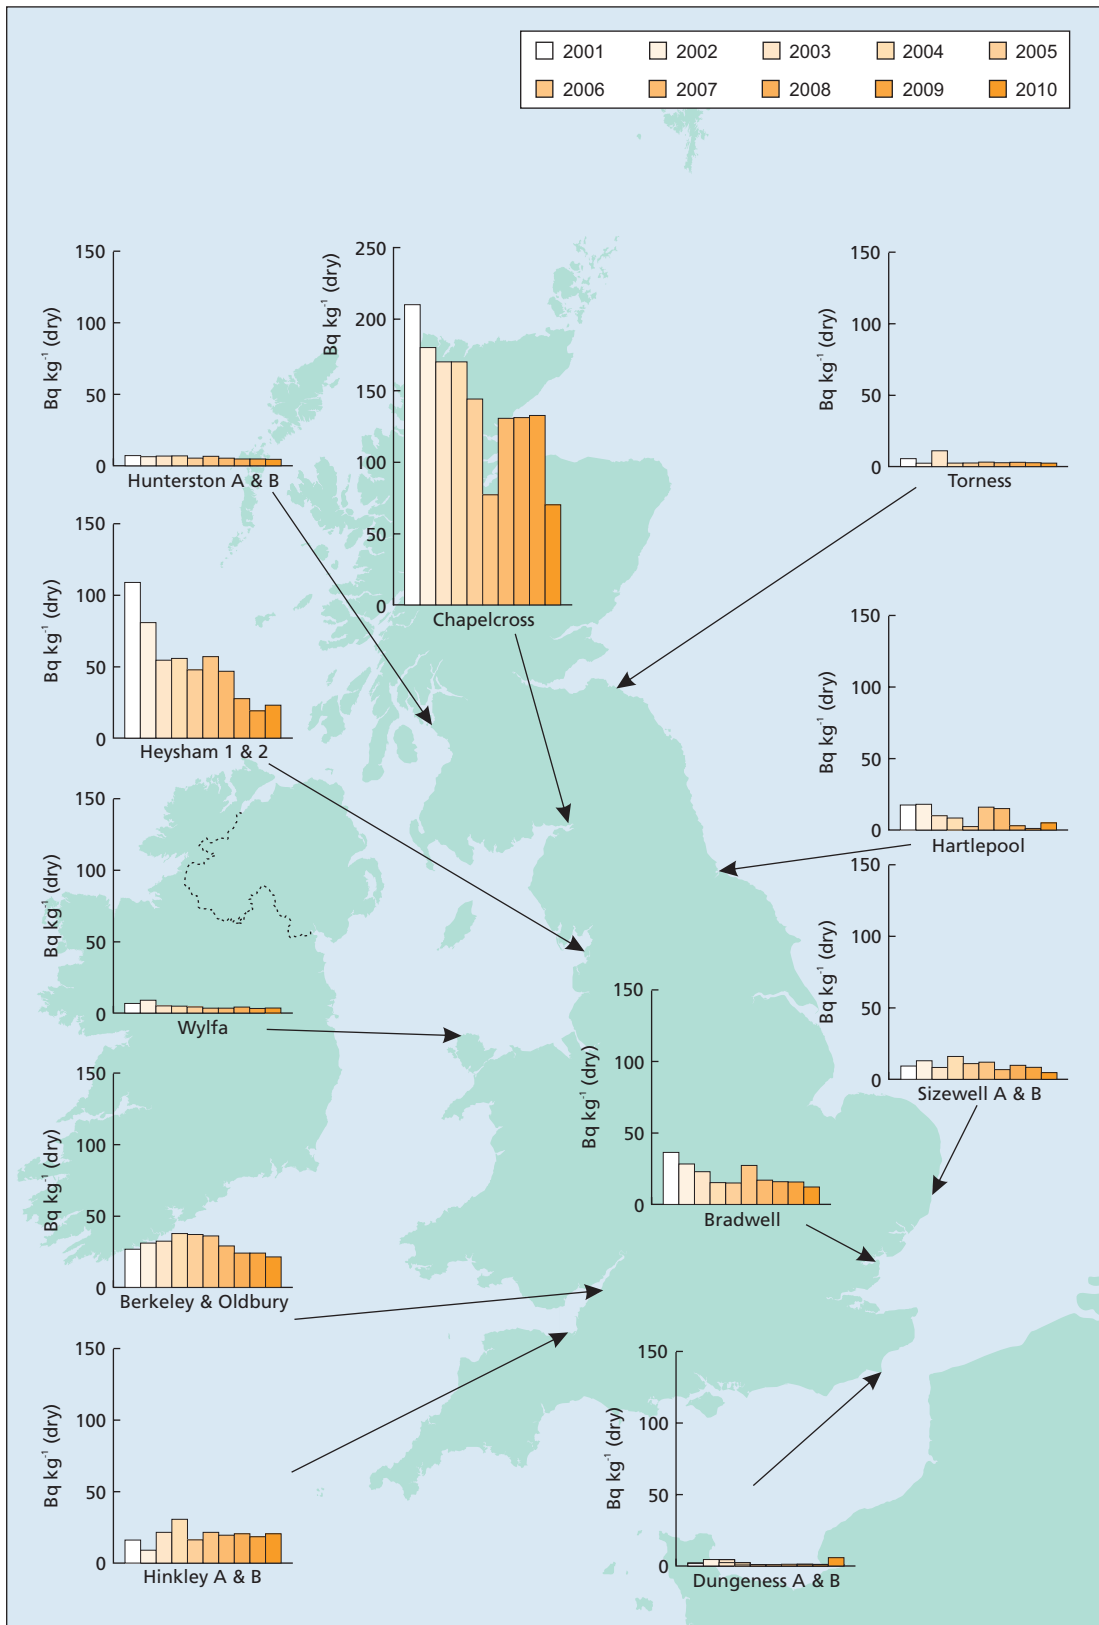 2001 2002 2003 2004 2005
2006 2007 2008 2009 2010
150
100
50
0
Bq kg⁻¹ (dry)
Hunterston A & B
250
200
150
100
50
0
Bq kg⁻¹ (dry)
Chapelcross
150
100
50
0
Bq kg⁻¹ (dry)
Torness
150
100
50
0
Bq kg⁻¹ (dry)
Heysham 1 & 2
150
100
50
0
Bq kg⁻¹ (dry)
Hartlepool
150
100
50
0
Bq kg⁻¹ (dry)
Wylfa
150
100
50
0
Bq kg⁻¹ (dry)
Sizewell A & B
150
100
50
0
Bq kg⁻¹ (dry)
Bradwell
150
100
50
0
Bq kg⁻¹ (dry)
Berkeley & Oldbury
150
100
50
0
Bq kg⁻¹ (dry)
Hinkley A & B
150
100
50
0
Bq kg⁻¹ (dry)
Dungeness A & B